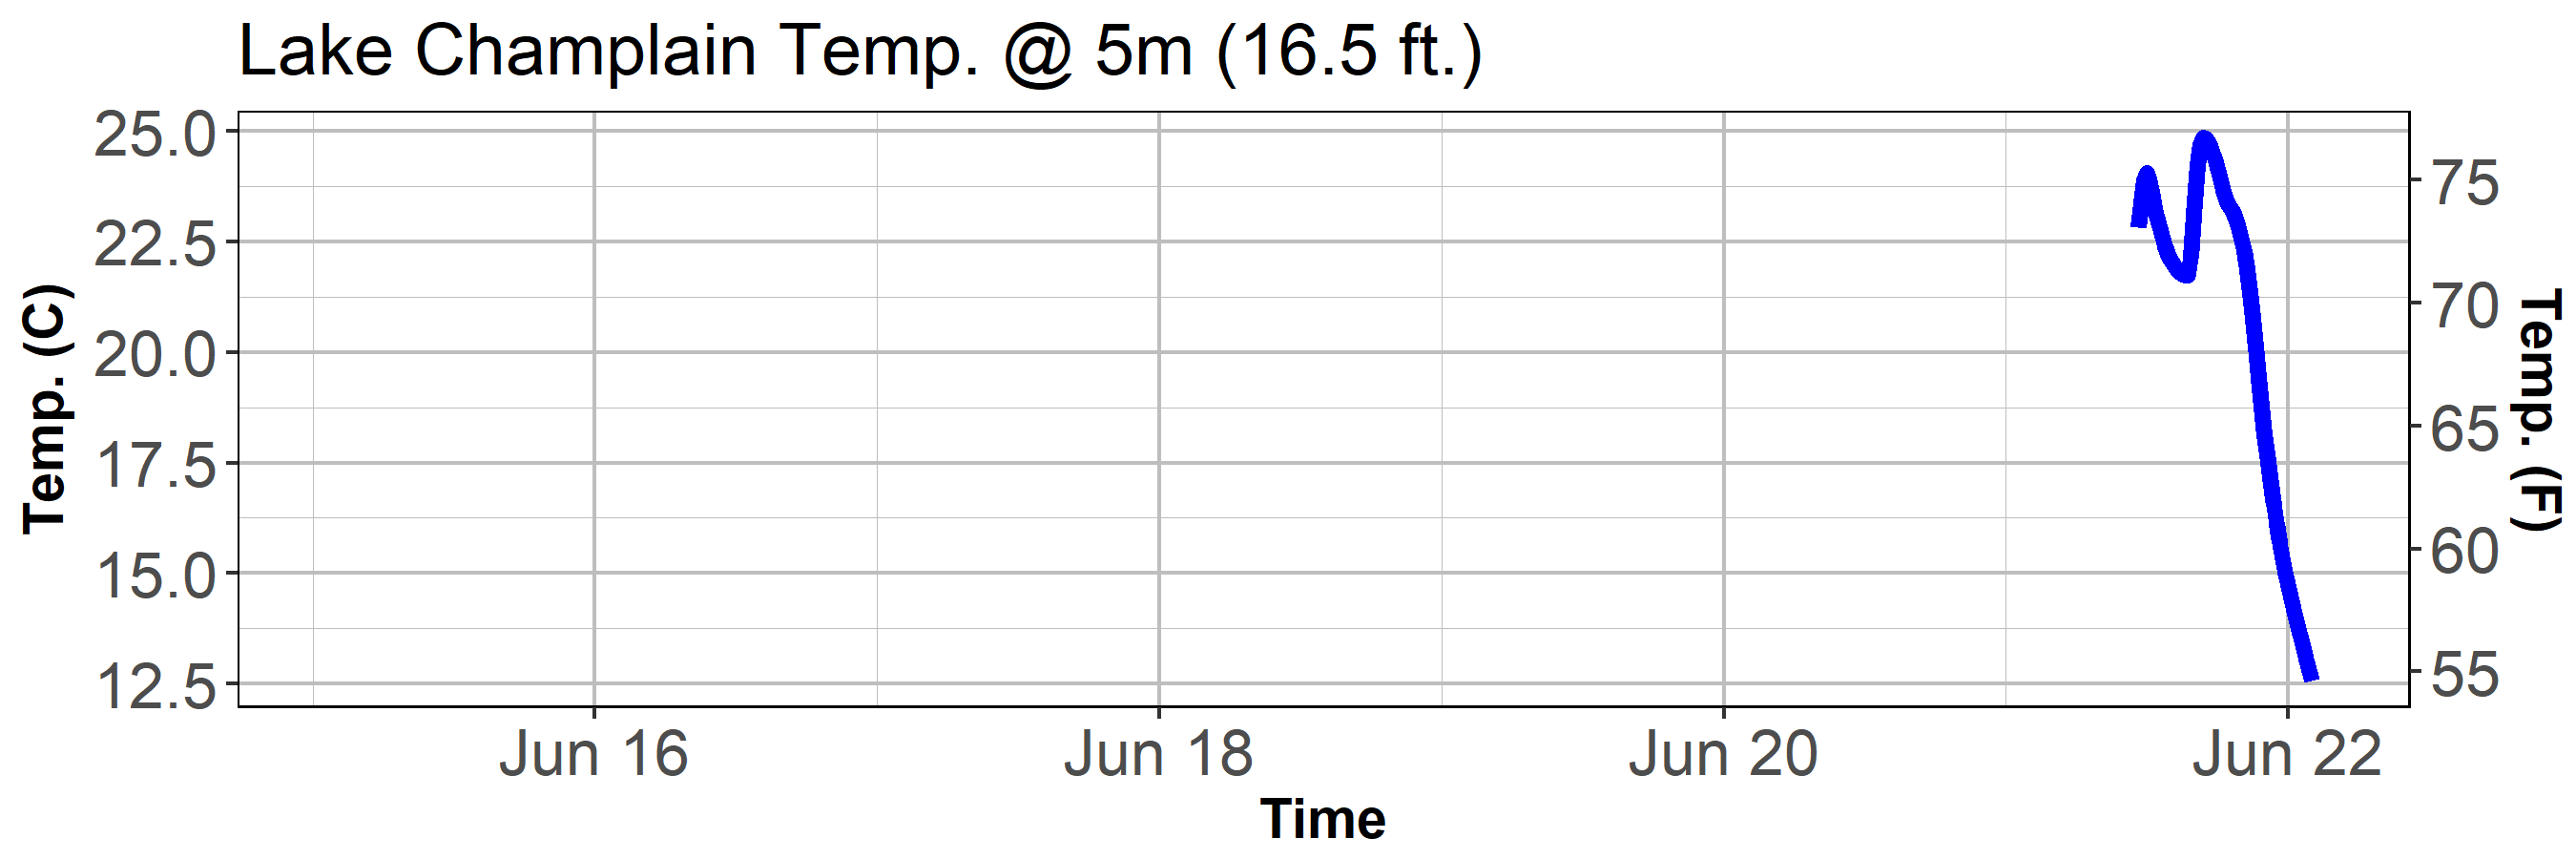 Lake Champlain Temp. @ 5m (16.5 ft.)
25.0
22.5
20.0
17.5
15.0
12.5
Temp. (C)
75
70
65
60
55
Temp. (F)
Jun 16 Jun 18 Jun 20 Jun 22
Time